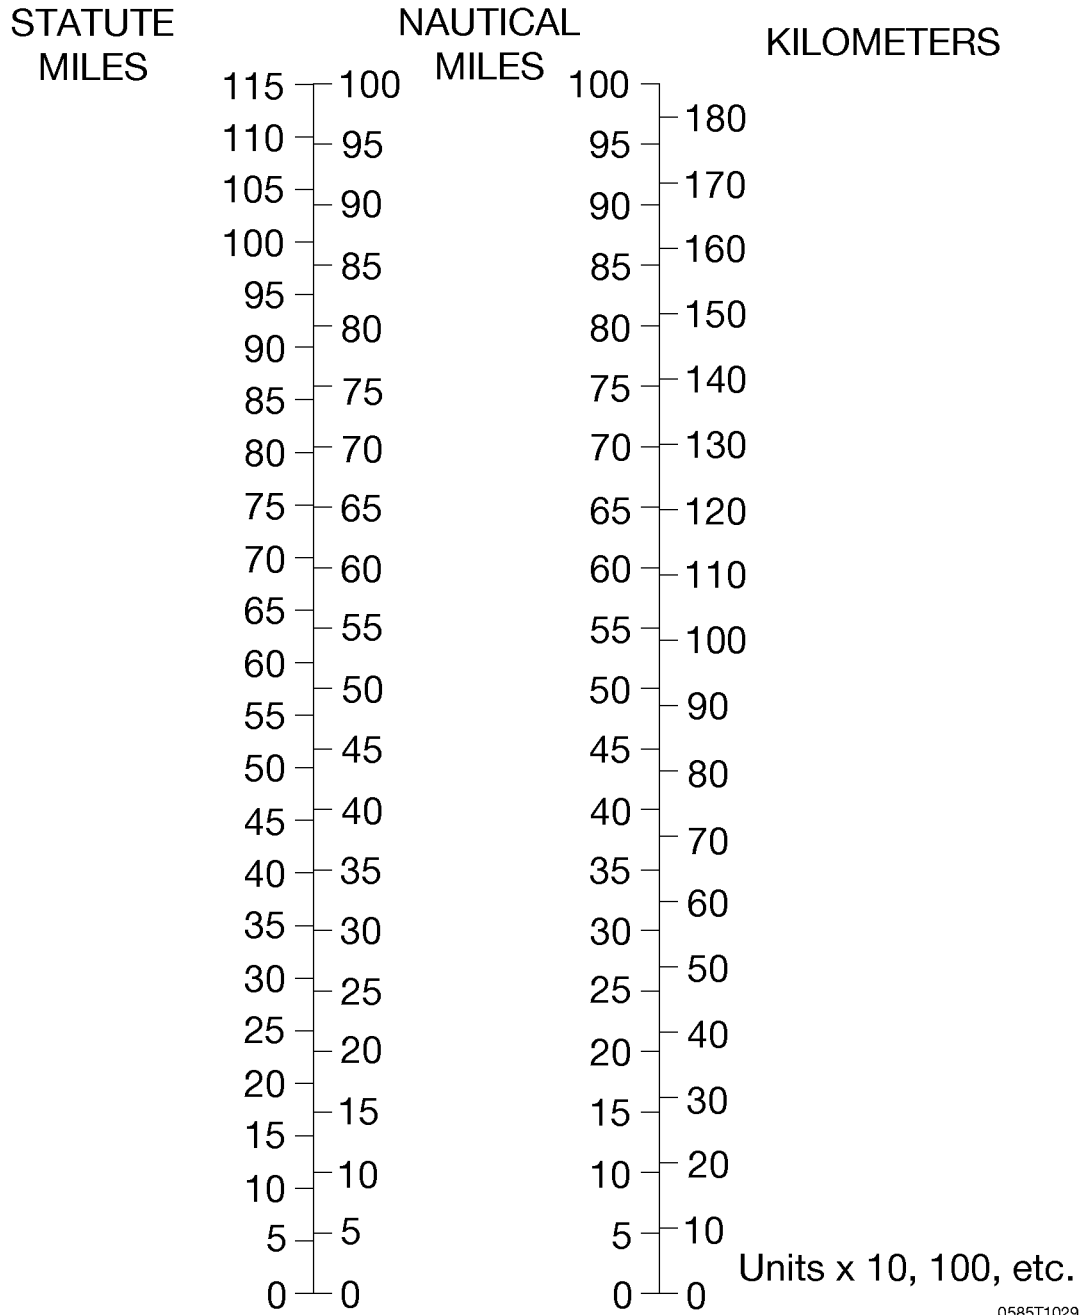 STATUTE MILES
NAUTICAL MILES
KILOMETERS
115 100 100
180
110 95 95
105 170
90 90
100 160
85 85
95 150
80 80
90
75 75 140
85
80 70 70 130
75 65 65 120
70 60 60 110
65
55 55 100
60
50 50 90
55
50 45 45 80
45 40 40
70
40 35 35
60
35 30 30
30 50
25 25
25 40
20 20
20 30
15 15
15 20
10 10
10
5 5 5 10
Units x 10, 100, etc.
0 0 0 0
0585T1029